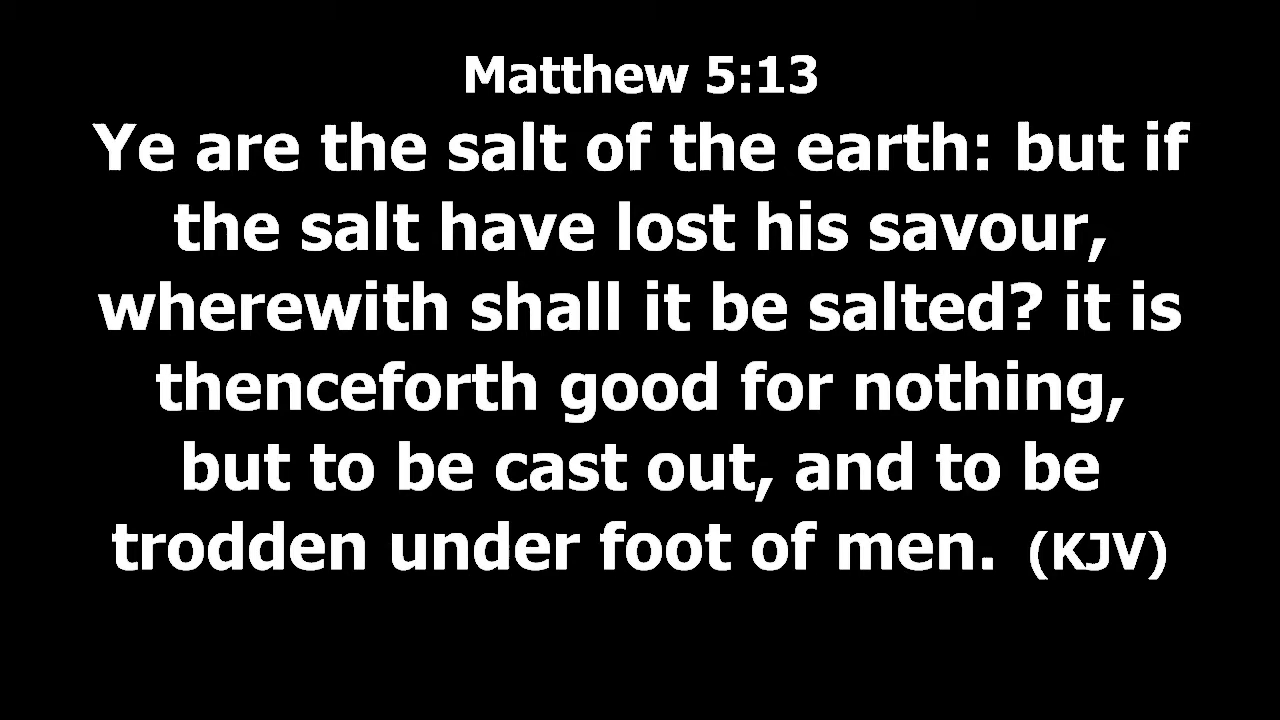 Matthew 5:13
Ye are the salt of the earth: but if
the salt have lost his savour,
wherewith shall it be salted? it is
thenceforth good for nothing,
but to be cast out, and to be
trodden under foot of men. (KJV)